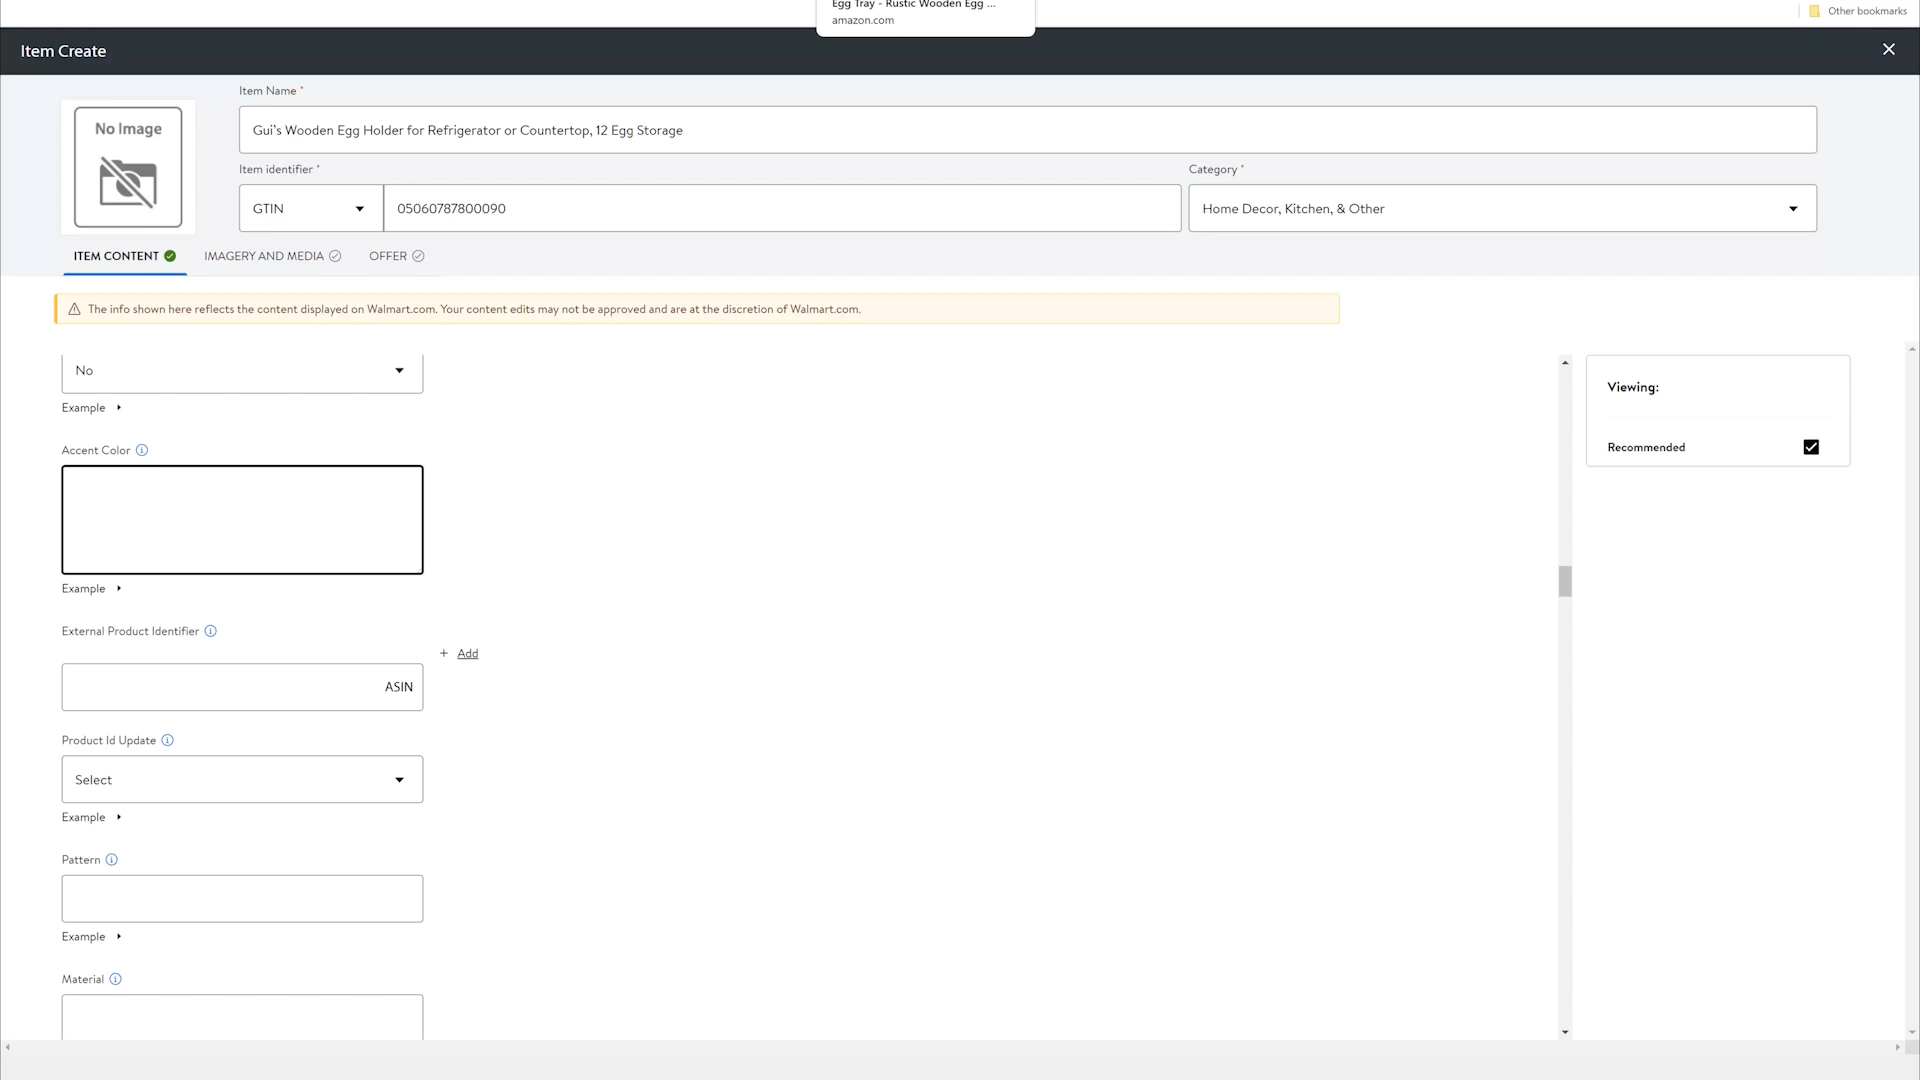 Egg Tray - Rustic Wooden Egg ...
amazon.com
Other bookmarks
Item Create
No Image
Item Name *
Gui's Wooden Egg Holder for Refrigerator or Countertop, 12 Egg Storage
Item identifier *
Category *
GTIN
05060787800090
Home Decor, Kitchen, & Other
ITEM CONTENT
IMAGERY AND MEDIA
OFFER
The info shown here reflects the content displayed on Walmart.com. Your content edits may not be approved and are at the discretion of Walmart.com.
No
Example
Viewing:
Recommended
Accent Color
Example
External Product Identifier
+ Add
ASIN
Product Id Update
Select
Example
Pattern
Example
Material